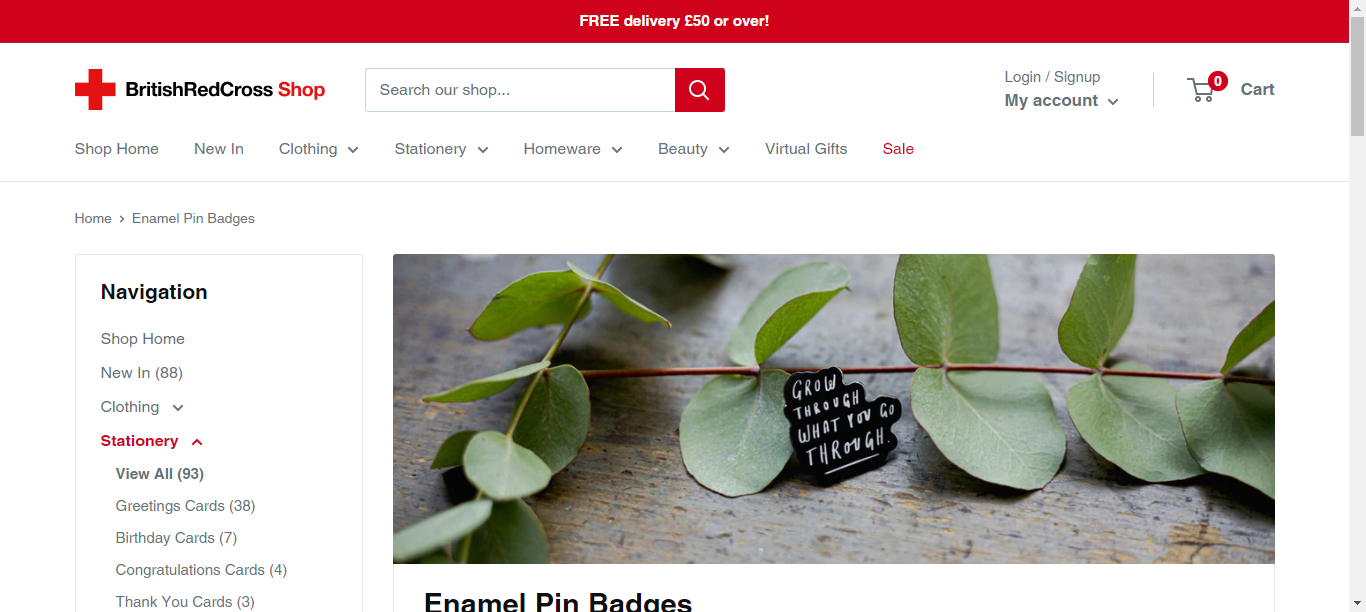 FREE delivery £50 or over!
BritishRedCross Shop
Search our shop...
Login / Signup
My account
0
Cart
Shop Home
New In
Clothing
Stationery
Homeware
Beauty
Virtual Gifts
Sale
Home › Enamel Pin Badges
Navigation
Shop Home
New In (88)
Clothing
Stationery
View All (93)
Greetings Cards (38)
Birthday Cards (7)
Congratulations Cards (4)
Thank You Cards (3)
GROW
THROUGH
WHAT YOU GO
THROUGH.
Enamel Pin Badges